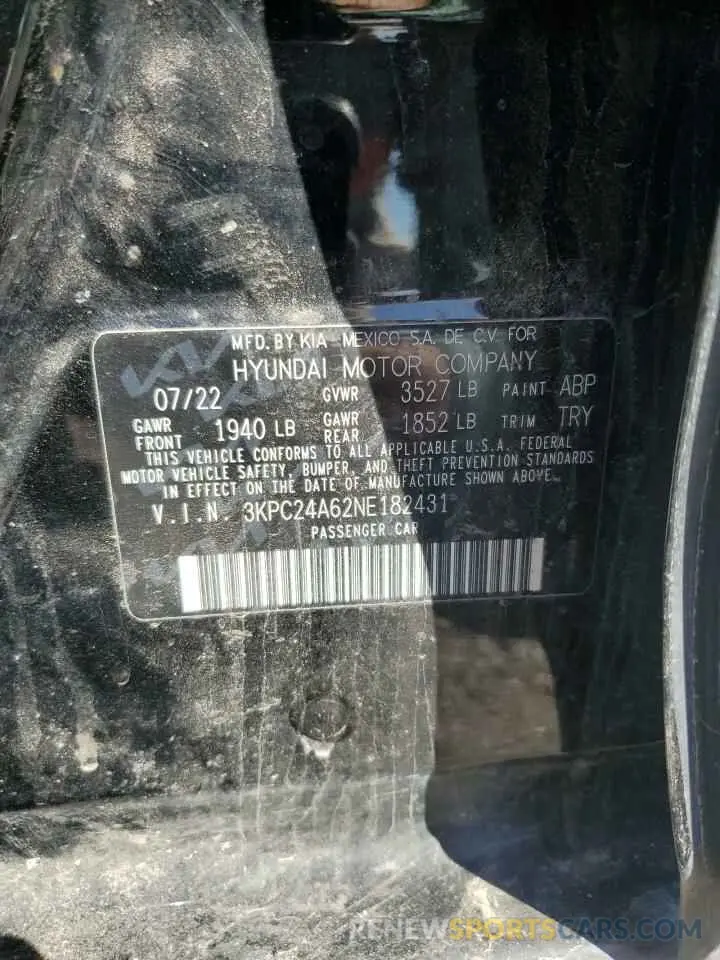 MFD. BY KIA MEXICO S.A. DE C.V. FOR
HYUNDAI MOTOR COMPANY
07/22 GVWR 3527 LB PAINT ABP
GAWR FRONT 1940 LB GAWR REAR 1852 LB TRIM TRY
THIS VEHICLE CONFORMS TO ALL APPLICABLE U.S.A. FEDERAL
MOTOR VEHICLE SAFETY, BUMPER, AND THEFT PREVENTION STANDARDS
IN EFFECT ON THE DATE OF MANUFACTURE SHOWN ABOVE.
V.I.N. 3KPC24A62NE182431
PASSENGER CAR
RENEWSPORTSCARS.COM